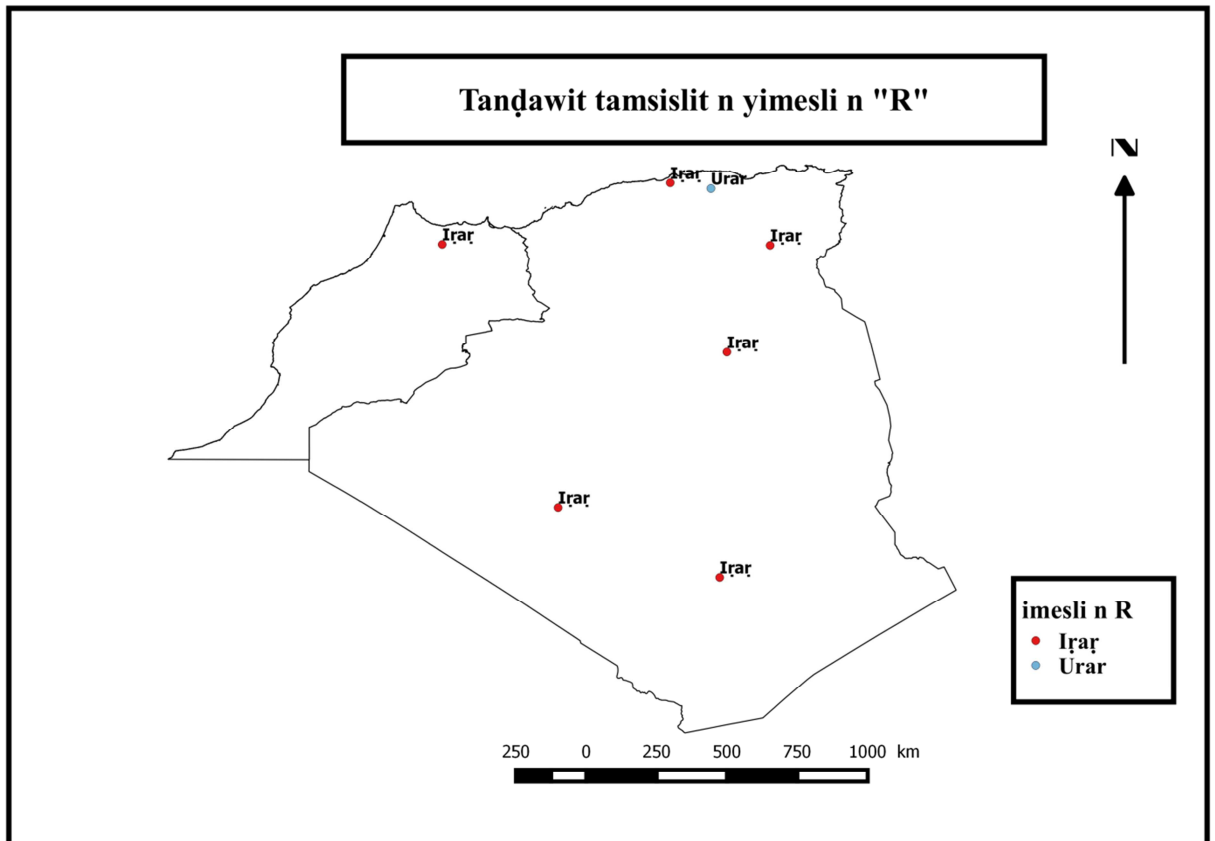 Tanḍawit tamsislit n yimesli n "R"
N
Iṛaṛ Urar
Iṛaṛ
Iṛaṛ
Iṛaṛ
Iṛaṛ
Iṛaṛ
imesli n R
Iṛaṛ
Urar
250 0 250 500 750 1000 km